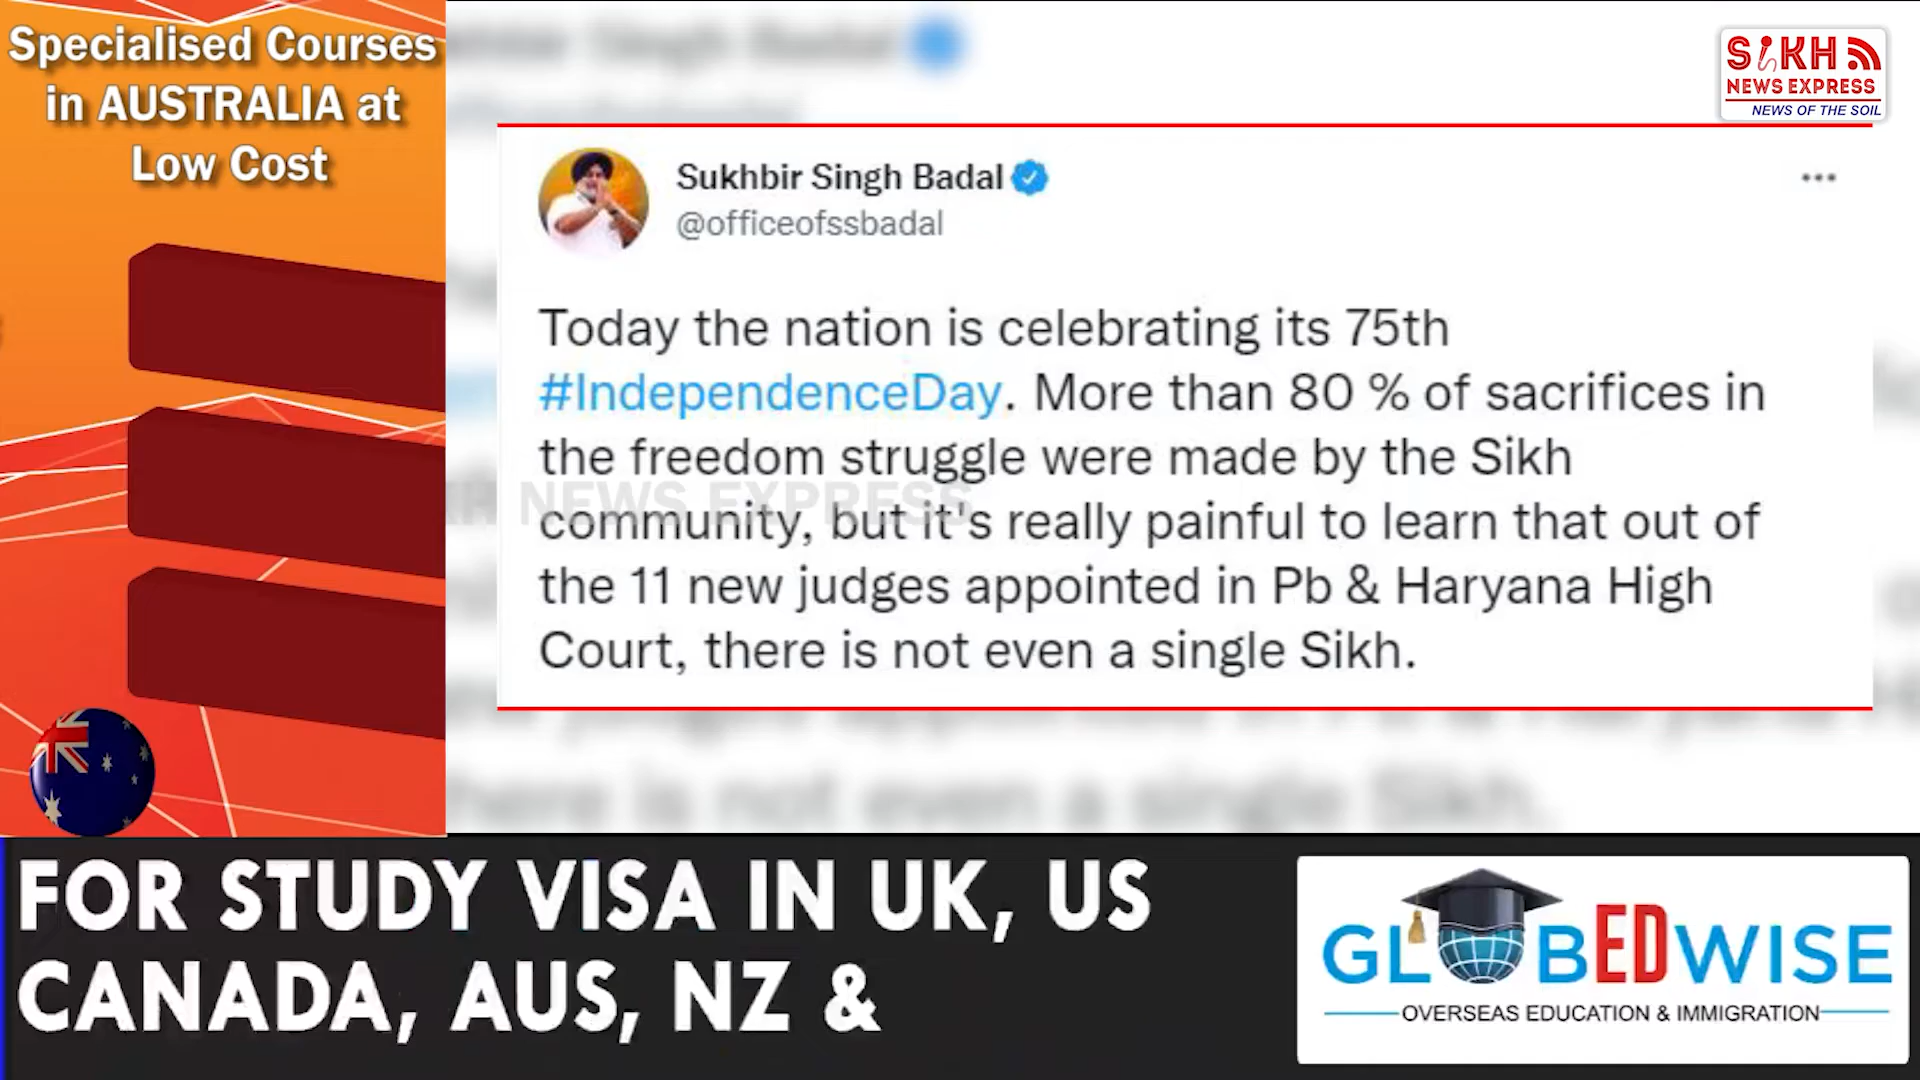 Specialised Courses
in AUSTRALIA at
Low Cost
SiKH
NEWS EXPRESS
NEWS OF THE SOIL
Sukhbir Singh Badal
@officeofssbadal
Today the nation is celebrating its 75th
#IndependenceDay. More than 80 % of sacrifices in
the freedom struggle were made by the Sikh
community, but it's really painful to learn that out of
the 11 new judges appointed in Pb & Haryana High
Court, there is not even a single Sikh.
NEWS EXPRESS
FOR STUDY VISA IN UK, US
CANADA, AUS, NZ &
GLOBEDWISE
OVERSEAS EDUCATION & IMMIGRATION